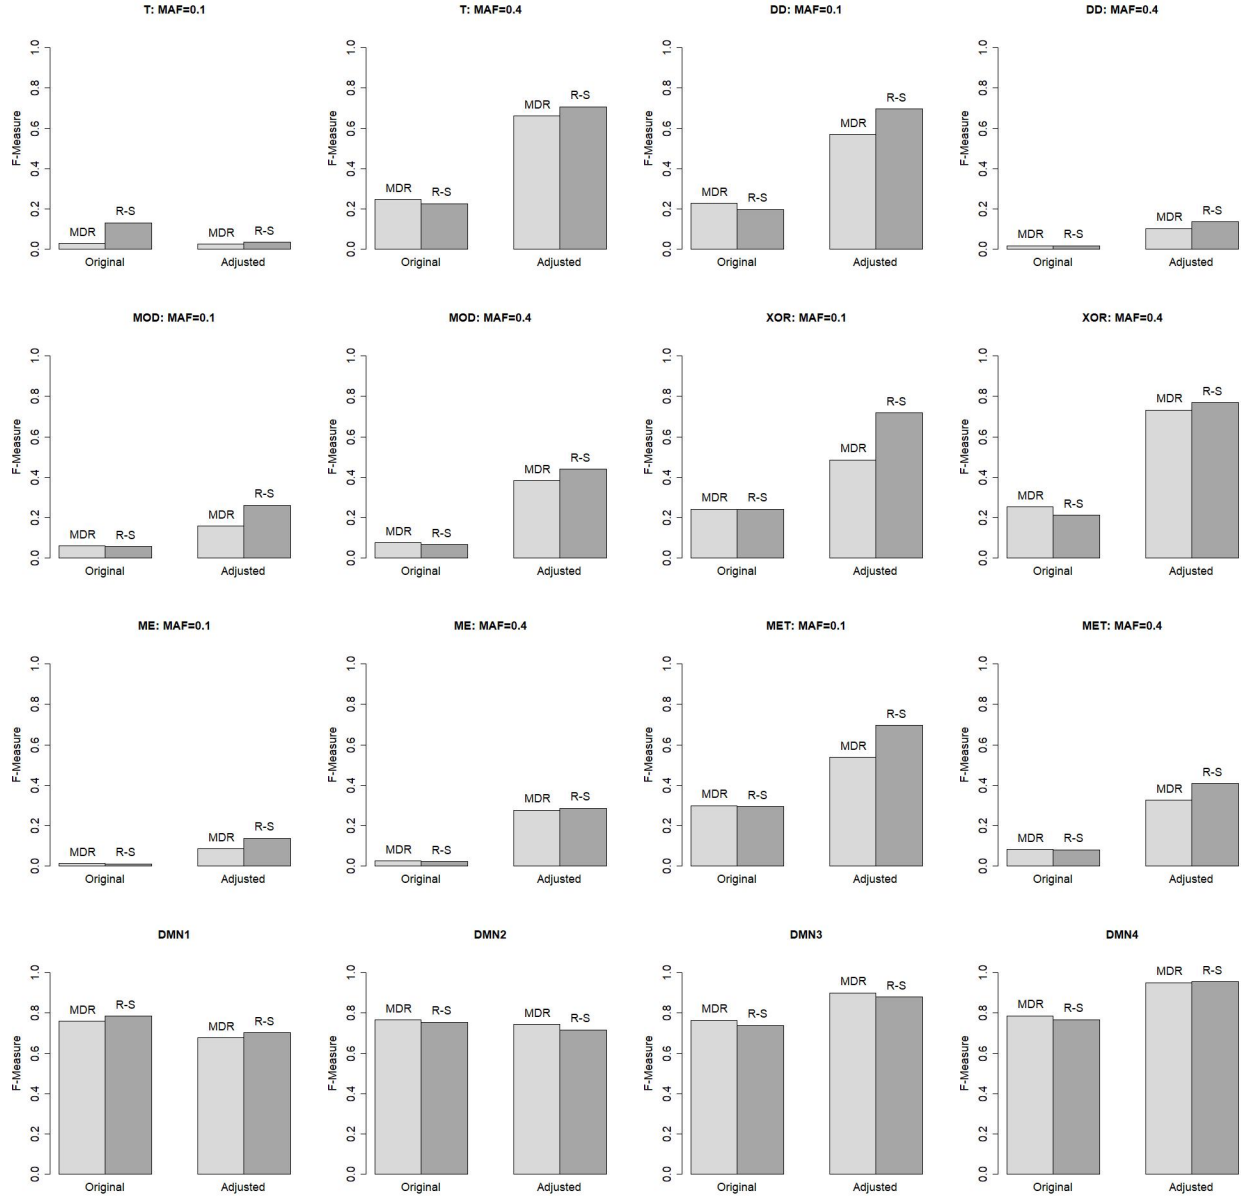 T: MAF=0.1
F-Measure
0.0 0.2 0.4 0.6 0.8 1.0
MDR R-S MDR R-S
Original Adjusted
T: MAF=0.4
F-Measure
0.0 0.2 0.4 0.6 0.8 1.0
MDR R-S MDR R-S
Original Adjusted
DD: MAF=0.1
F-Measure
0.0 0.2 0.4 0.6 0.8 1.0
MDR R-S MDR R-S
Original Adjusted
DD: MAF=0.4
F-Measure
0.0 0.2 0.4 0.6 0.8 1.0
MDR R-S MDR R-S
Original Adjusted
MOD: MAF=0.1
F-Measure
0.0 0.2 0.4 0.6 0.8 1.0
MDR R-S MDR R-S
Original Adjusted
MOD: MAF=0.4
F-Measure
0.0 0.2 0.4 0.6 0.8 1.0
MDR R-S MDR R-S
Original Adjusted
XOR: MAF=0.1
F-Measure
0.0 0.2 0.4 0.6 0.8 1.0
MDR R-S MDR R-S
Original Adjusted
XOR: MAF=0.4
F-Measure
0.0 0.2 0.4 0.6 0.8 1.0
MDR R-S MDR R-S
Original Adjusted
ME: MAF=0.1
F-Measure
0.0 0.2 0.4 0.6 0.8 1.0
MDR R-S MDR R-S
Original Adjusted
ME: MAF=0.4
F-Measure
0.0 0.2 0.4 0.6 0.8 1.0
MDR R-S MDR R-S
Original Adjusted
MET: MAF=0.1
F-Measure
0.0 0.2 0.4 0.6 0.8 1.0
MDR R-S MDR R-S
Original Adjusted
MET: MAF=0.4
F-Measure
0.0 0.2 0.4 0.6 0.8 1.0
MDR R-S MDR R-S
Original Adjusted
DMN1
F-Measure
0.0 0.2 0.4 0.6 0.8 1.0
MDR R-S MDR R-S
Original Adjusted
DMN2
F-Measure
0.0 0.2 0.4 0.6 0.8 1.0
MDR R-S MDR R-S
Original Adjusted
DMN3
F-Measure
0.0 0.2 0.4 0.6 0.8 1.0
MDR R-S MDR R-S
Original Adjusted
DMN4
F-Measure
0.0 0.2 0.4 0.6 0.8 1.0
MDR R-S MDR R-S
Original Adjusted